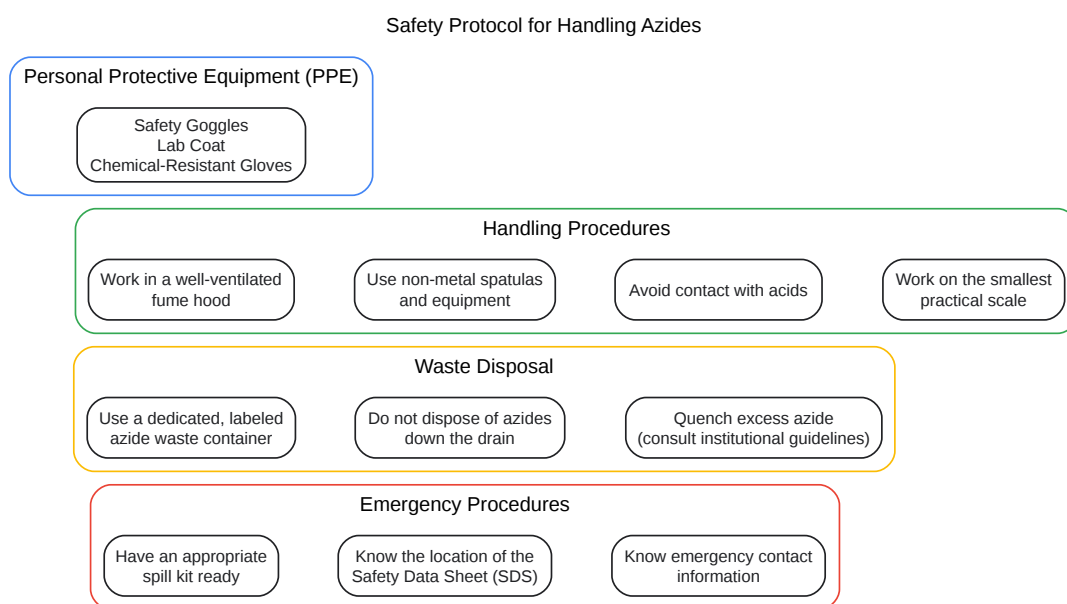 Safety Protocol for Handling Azides
Personal Protective Equipment (PPE)
Safety Goggles
Lab Coat
Chemical-Resistant Gloves
Handling Procedures
Work in a well-ventilated
fume hood
Use non-metal spatulas
and equipment
Avoid contact with acids
Work on the smallest
practical scale
Waste Disposal
Use a dedicated, labeled
azide waste container
Do not dispose of azides
down the drain
Quench excess azide
(consult institutional guidelines)
Emergency Procedures
Have an appropriate
spill kit ready
Know the location of the
Safety Data Sheet (SDS)
Know emergency contact
information